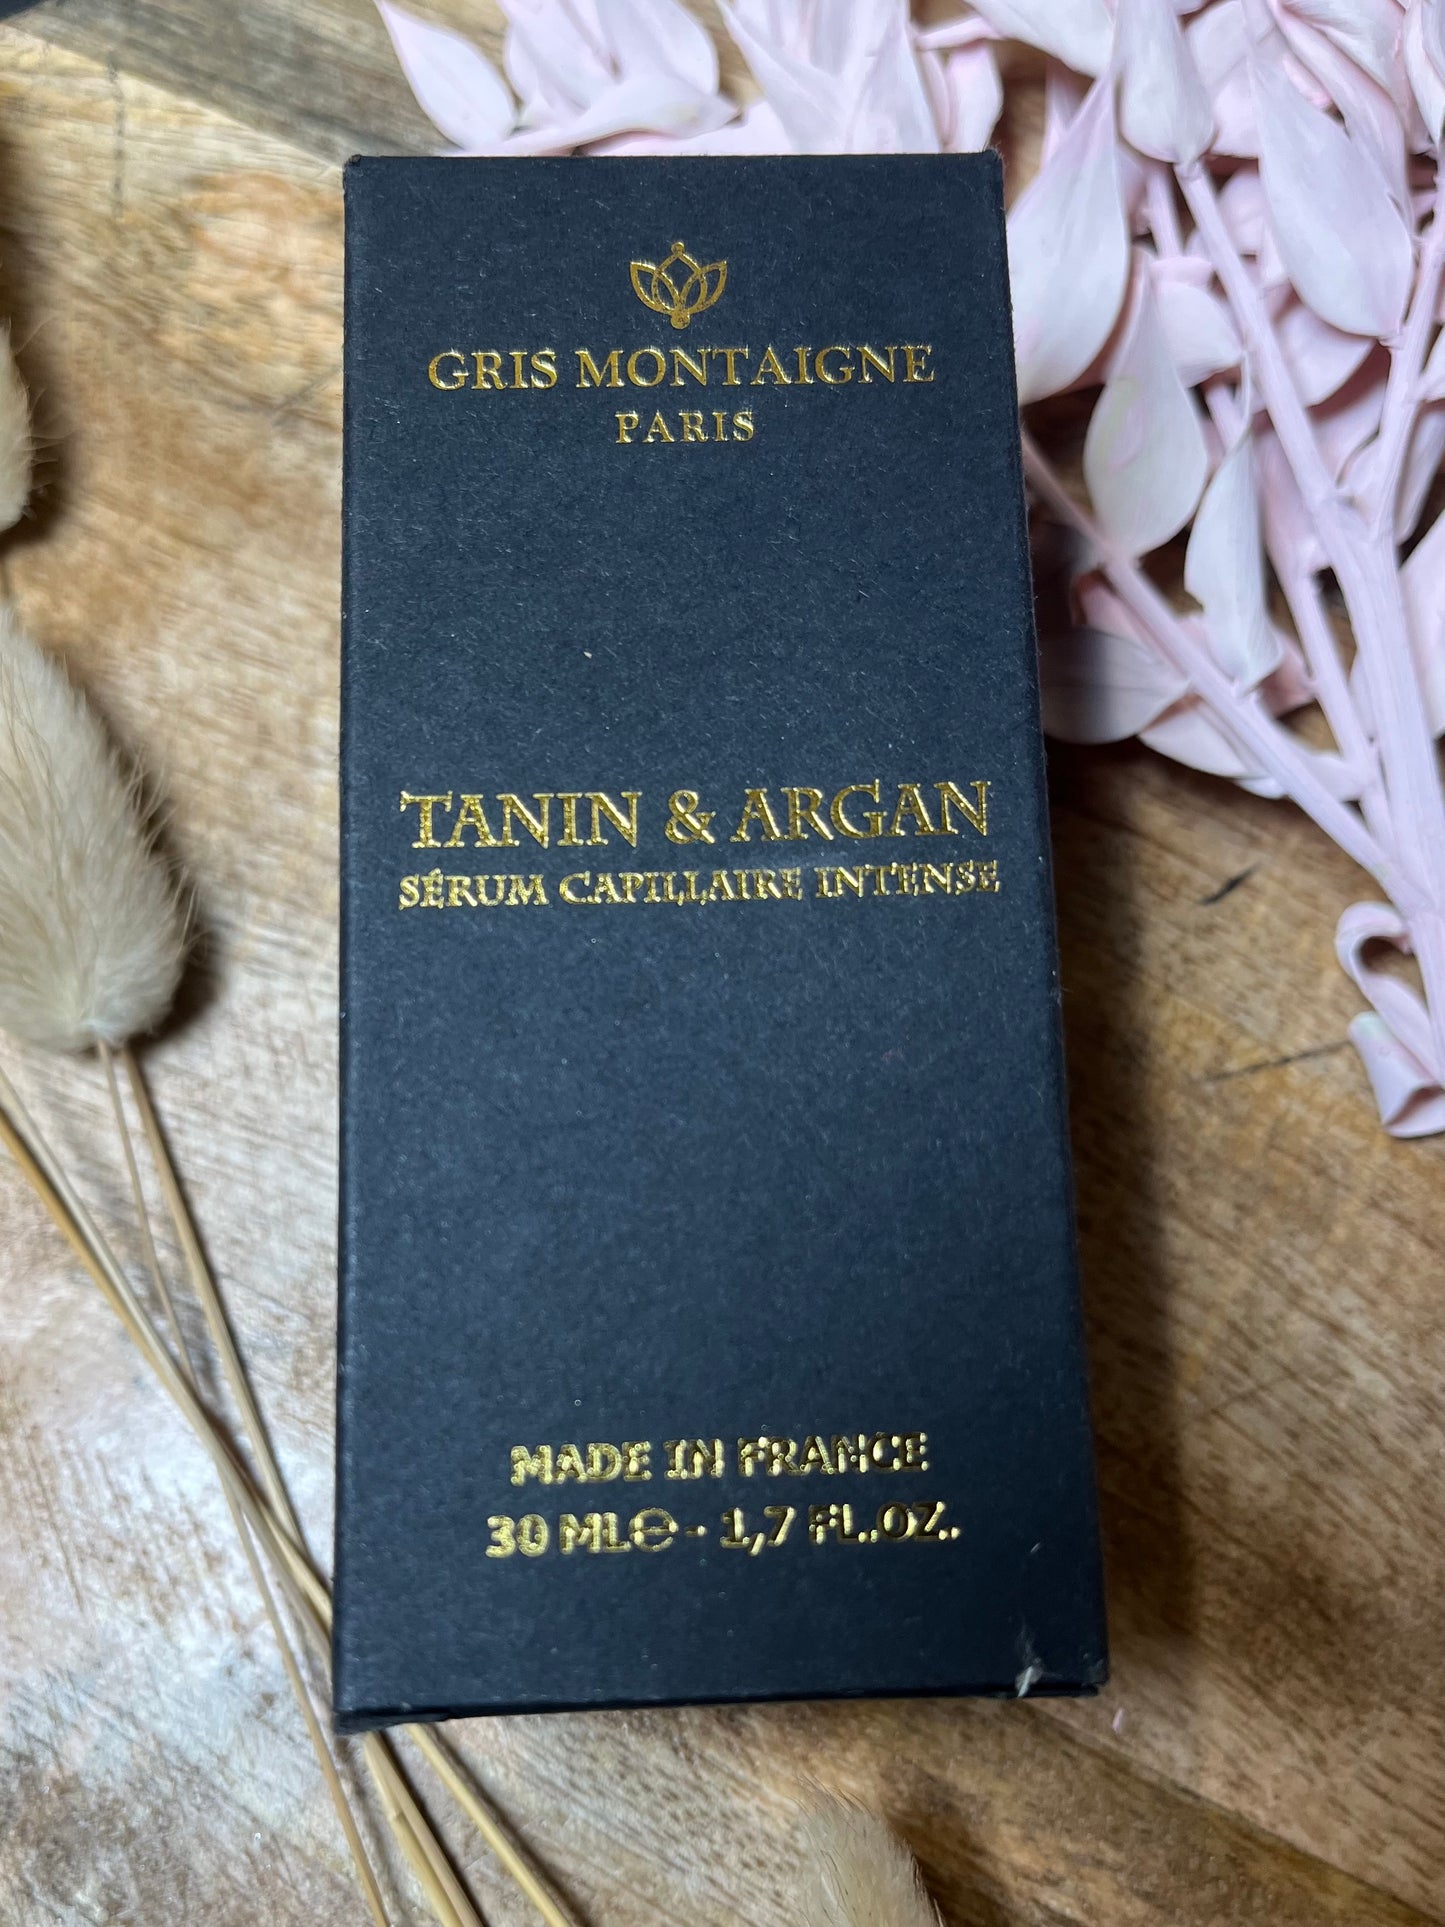 GRIS MONTAIGNE
PARIS
TANIN & ARGAN
SÉRUM CAPILLAIRE INTENSE
MADE IN FRANCE
30 ML℮ - 1,7 FL.OZ.